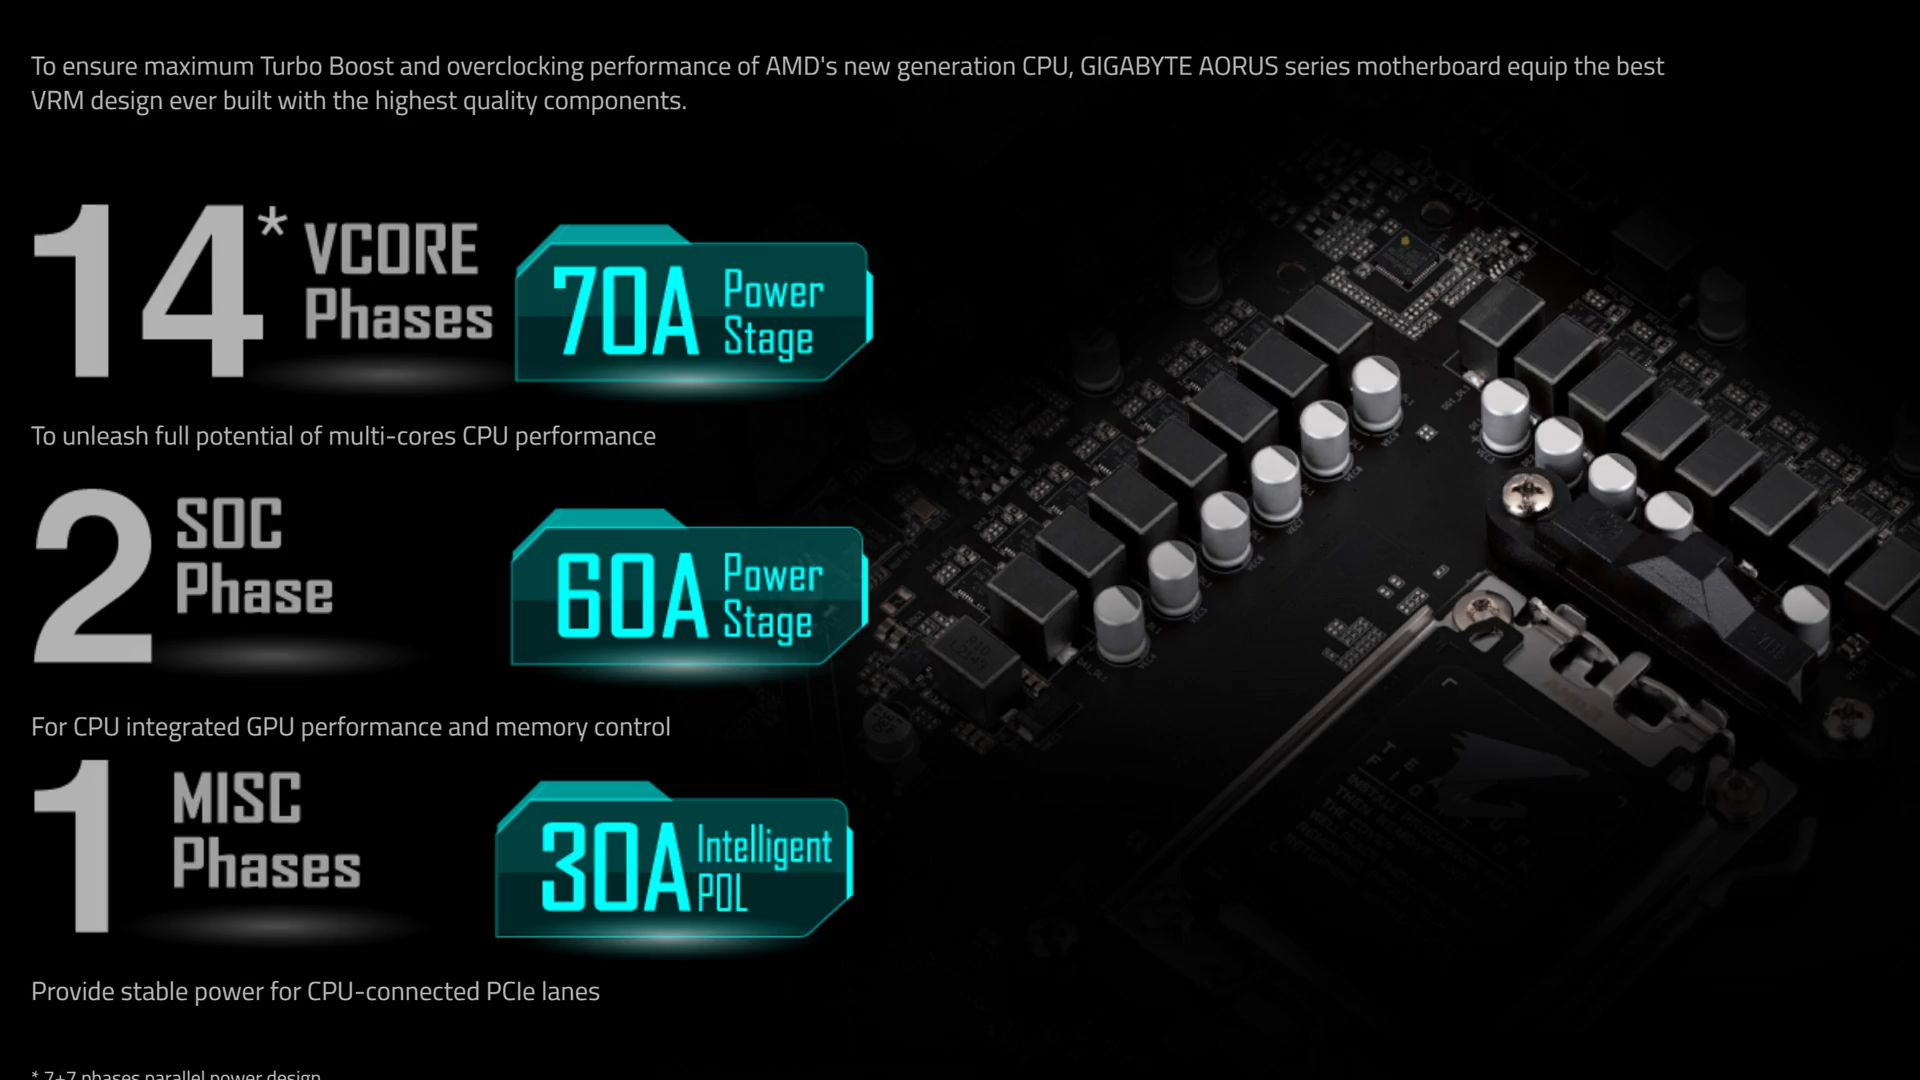 To ensure maximum Turbo Boost and overclocking performance of AMD's new generation CPU, GIGABYTE AORUS series motherboard equip the best
VRM design ever built with the highest quality components.
14* VCORE Phases
70A Power Stage
To unleash full potential of multi-cores CPU performance
2 SOC Phase
60A Power Stage
For CPU integrated GPU performance and memory control
1 MISC Phases
30A Intelligent POL
Provide stable power for CPU-connected PCIe lanes
* 7+7 phases parallel power design